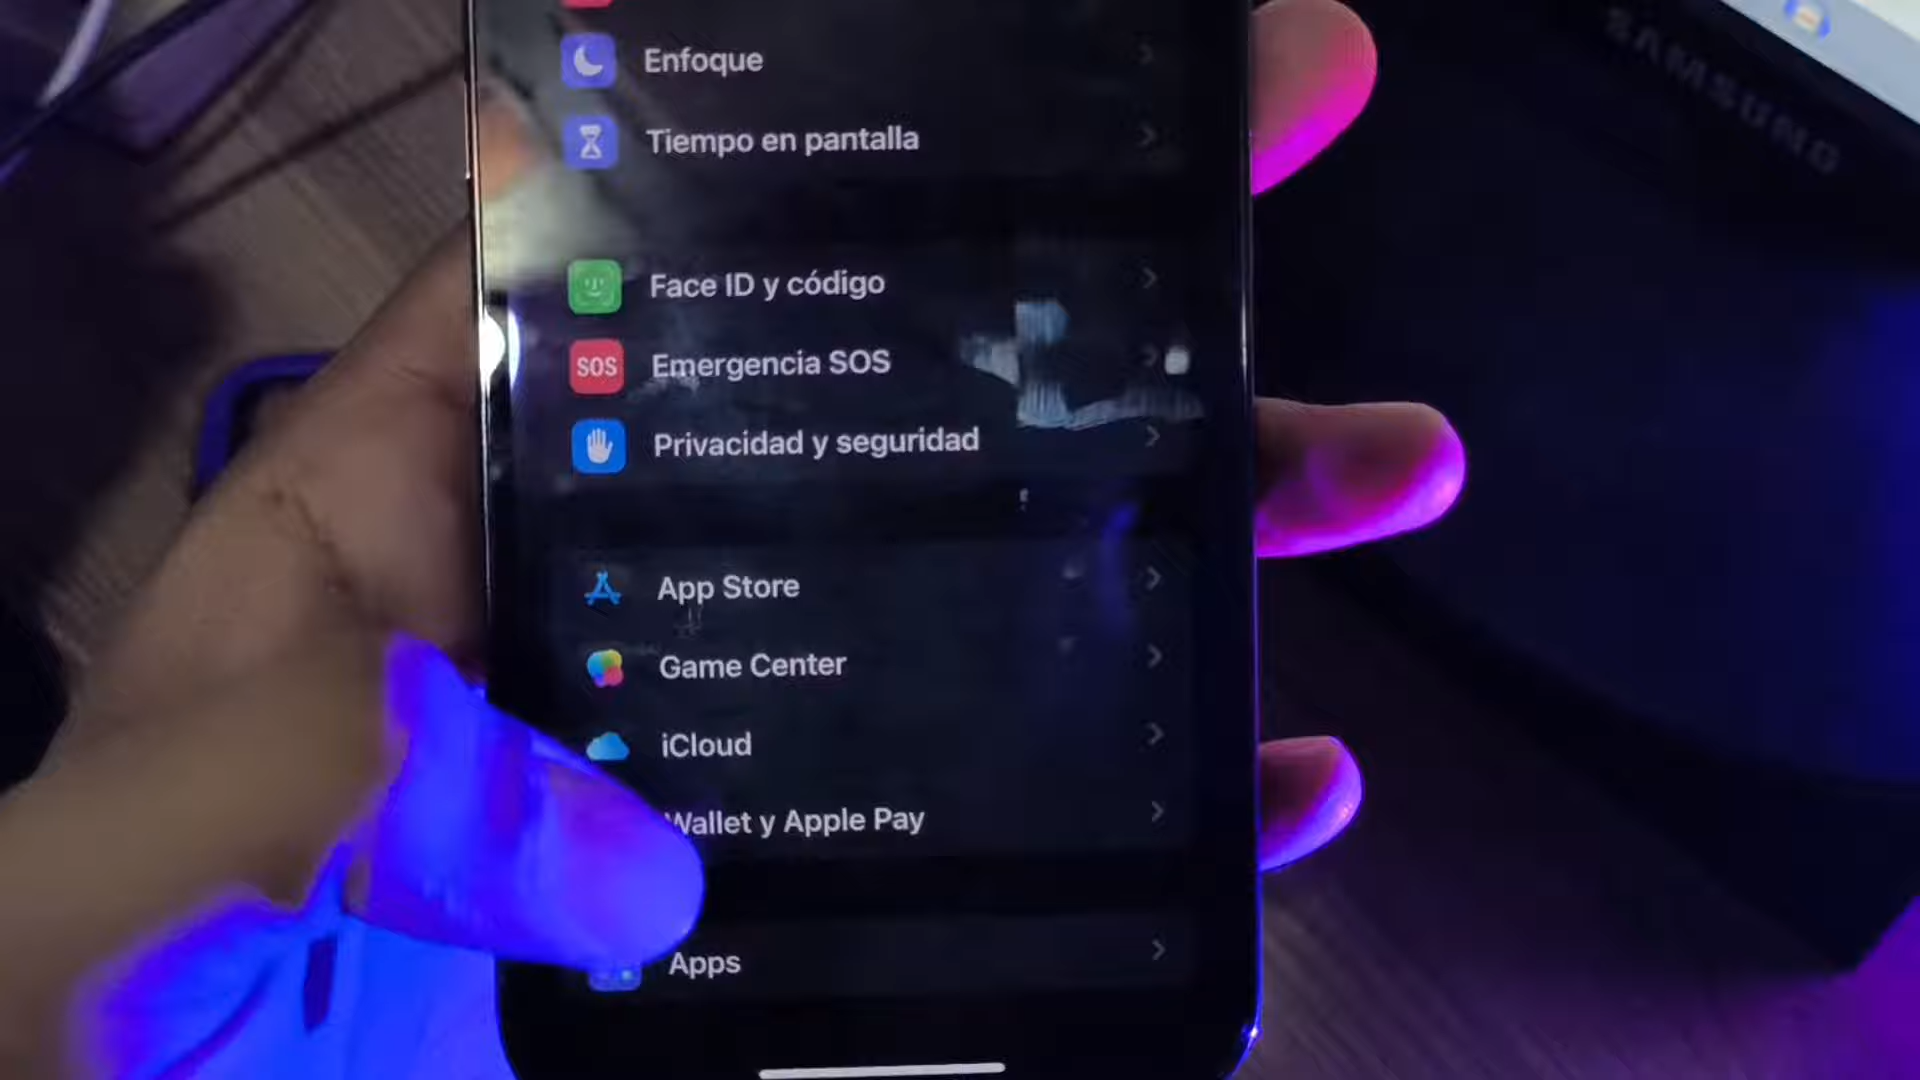 SAMSUNG
Enfoque
Tiempo en pantalla
Face ID y código
SOS Emergencia SOS
Privacidad y seguridad
App Store
Game Center
iCloud
Wallet y Apple Pay
Apps